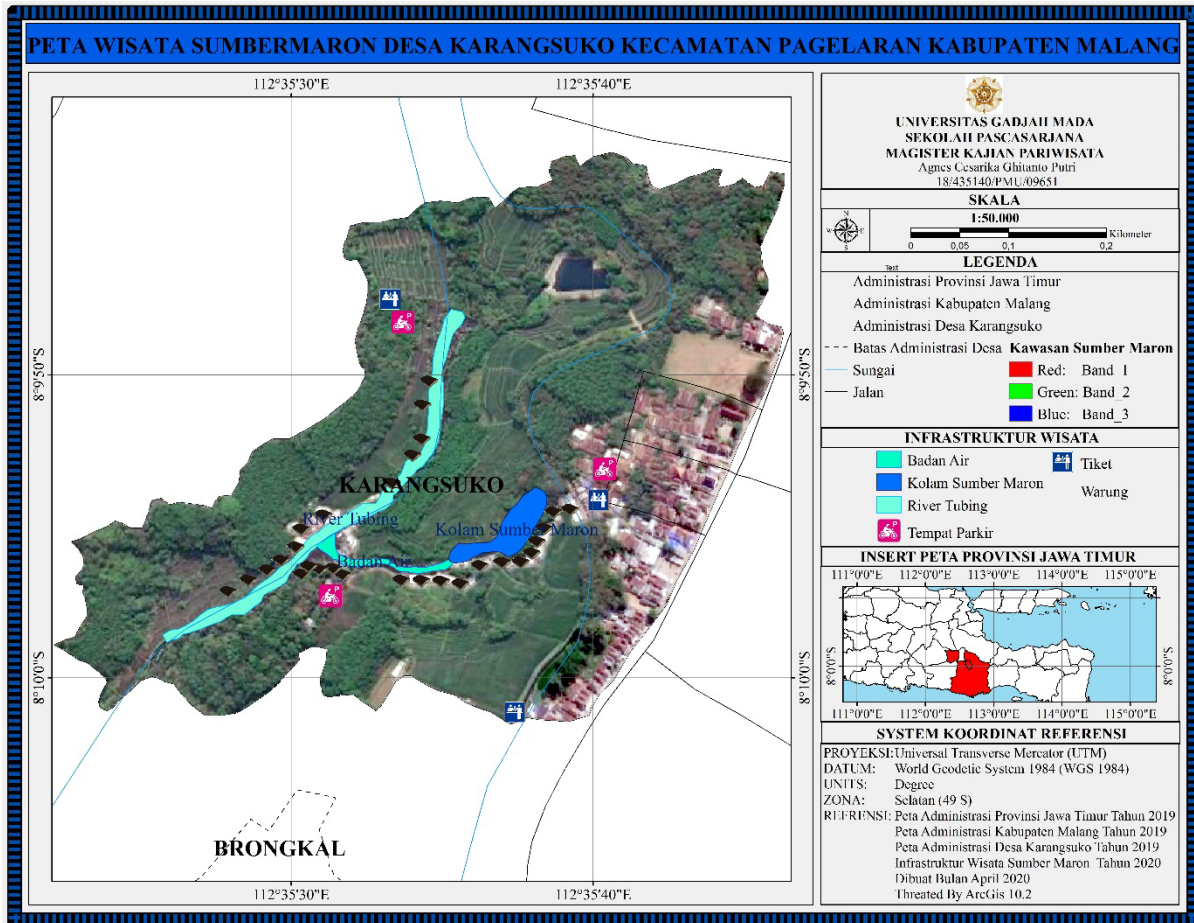 PETA WISATA SUMBERMARON DESA KARANGSUKO KECAMATAN PAGELARAN KABUPATEN MALANG
112°35'30"E 112°35'40"E
8°9'50"S 8°9'50"S
8°10'0"S 8°10'0"S
KARANGSUKO
River Tubing
Kolam Sumber Maron
Badan Air
BRONGKAL
112°35'30"E 112°35'40"E
UNIVERSITAS GADJAH MADA
SEKOLAH PASCASARJANA
MAGISTER KAJIAN PARIWISATA
Agnes Cesarika Ghitanto Putri
18/435140/PMU/09651
SKALA
1:50.000
N
W E
S
0 0,05 0,1 0,2 Kilometer
LEGENDA
Text
Administrasi Provinsi Jawa Timur
Administrasi Kabupaten Malang
Administrasi Desa Karangsuko
Batas Administrasi Desa Kawasan Sumber Maron
Sungai Red: Band_1
Jalan Green: Band_2
Blue: Band_3
INFRASTRUKTUR WISATA
Badan Air Tiket
Kolam Sumber Maron Warung
River Tubing
P Tempat Parkir
INSERT PETA PROVINSI JAWA TIMUR
111°0'0"E 112°0'0"E 113°0'0"E 114°0'0"E 115°0'0"E
8°0'0"S 8°0'0"S
111°0'0"E 112°0'0"E 113°0'0"E 114°0'0"E 115°0'0"E
SYSTEM KOORDINAT REFERENSI
PROYEKSI: Universal Transverse Mercator (UTM)
DATUM: World Geodetic System 1984 (WGS 1984)
UNITS: Degree
ZONA: Selatan (49 S)
REFRENSI: Peta Administrasi Provinsi Jawa Timur Tahun 2019
Peta Administrasi Kabupaten Malang Tahun 2019
Peta Administrasi Desa Karangsuko Tahun 2019
Infrastruktur Wisata Sumber Maron Tahun 2020
Dibuat Bulan April 2020
Threated By ArcGis 10.2